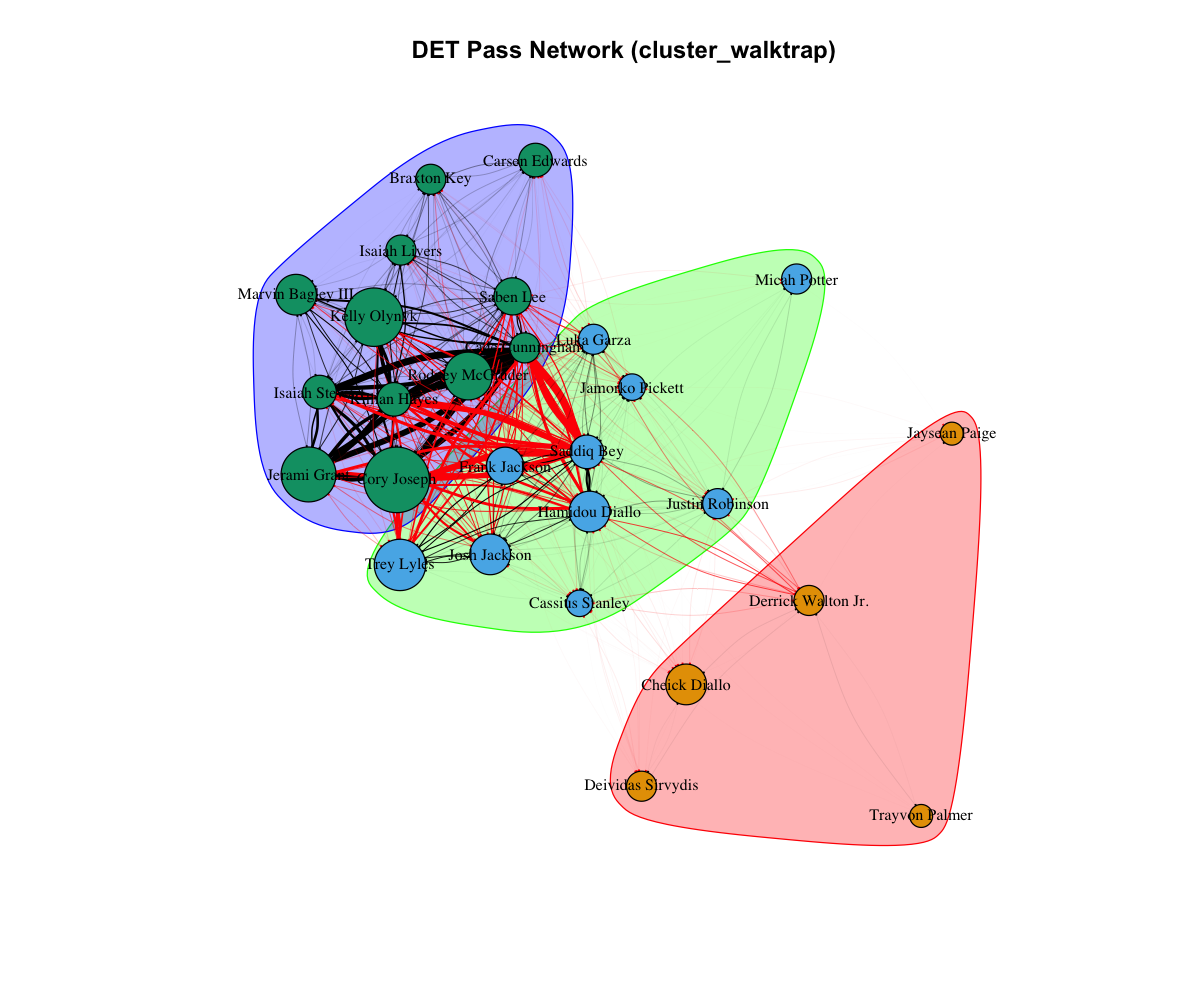 DET Pass Network (cluster_walktrap)
Carsen Edwards
Braxton Key
Isaiah Livers
Micah Potter
Marvin Bagley III
Saben Lee
Kelly Olynyk
Luka Garza
Cade Cunningham
Rodney McGruder
Jamorko Pickett
Isaiah Stewart
Killian Hayes
Jaysean Paige
Saddiq Bey
Frank Jackson
Jerami Grant
Cory Joseph
Justin Robinson
Hamidou Diallo
Josh Jackson
Trey Lyles
Derrick Walton Jr.
Cassius Stanley
Cheick Diallo
Deividas Sirvydis
Trayvon Palmer